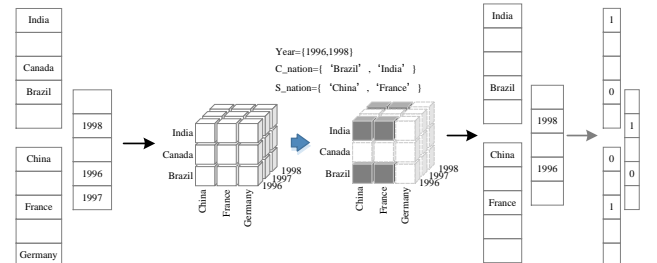 India
Canada
Brazil
1998
China
1996
1997
France
Germany
India
Canada
Brazil
China
France
Germany
1996
1997
1998
Year={1996,1998}
C_nation={ ‘Brazil’ , ‘India’ }
S_nation={ ‘China’ , ‘France’ }
India
Canada
Brazil
China
France
Germany
1996
1997
1998
India
Brazil
1998
China
1996
France
1
0
1
0
0
1